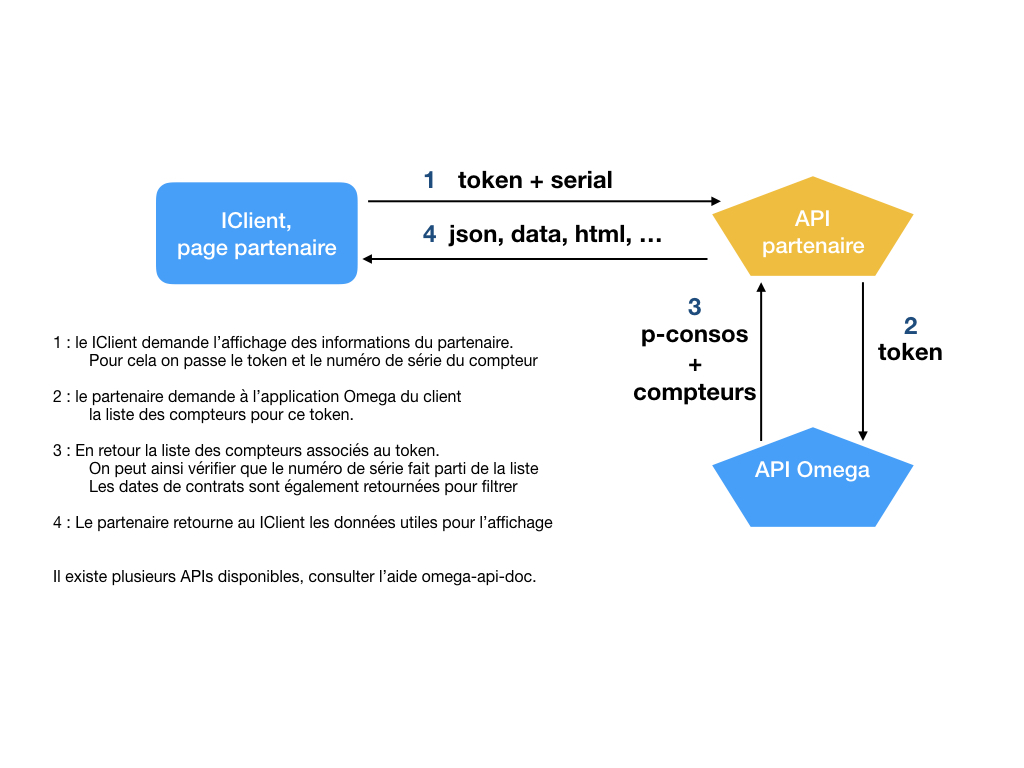 1 token + serial
IClient,
page partenaire
API
partenaire
4 json, data, html, …
3
p-consos
+
compteurs
2
token
1 : le IClient demande l’affichage des informations du partenaire.
Pour cela on passe le token et le numéro de série du compteur
2 : le partenaire demande à l’application Omega du client
la liste des compteurs pour ce token.
3 : En retour la liste des compteurs associés au token.
On peut ainsi vérifier que le numéro de série fait parti de la liste
Les dates de contrats sont également retournées pour filtrer
4 : Le partenaire retourne au IClient les données utiles pour l’affichage
API Omega
Il existe plusieurs APIs disponibles, consulter l’aide omega-api-doc.